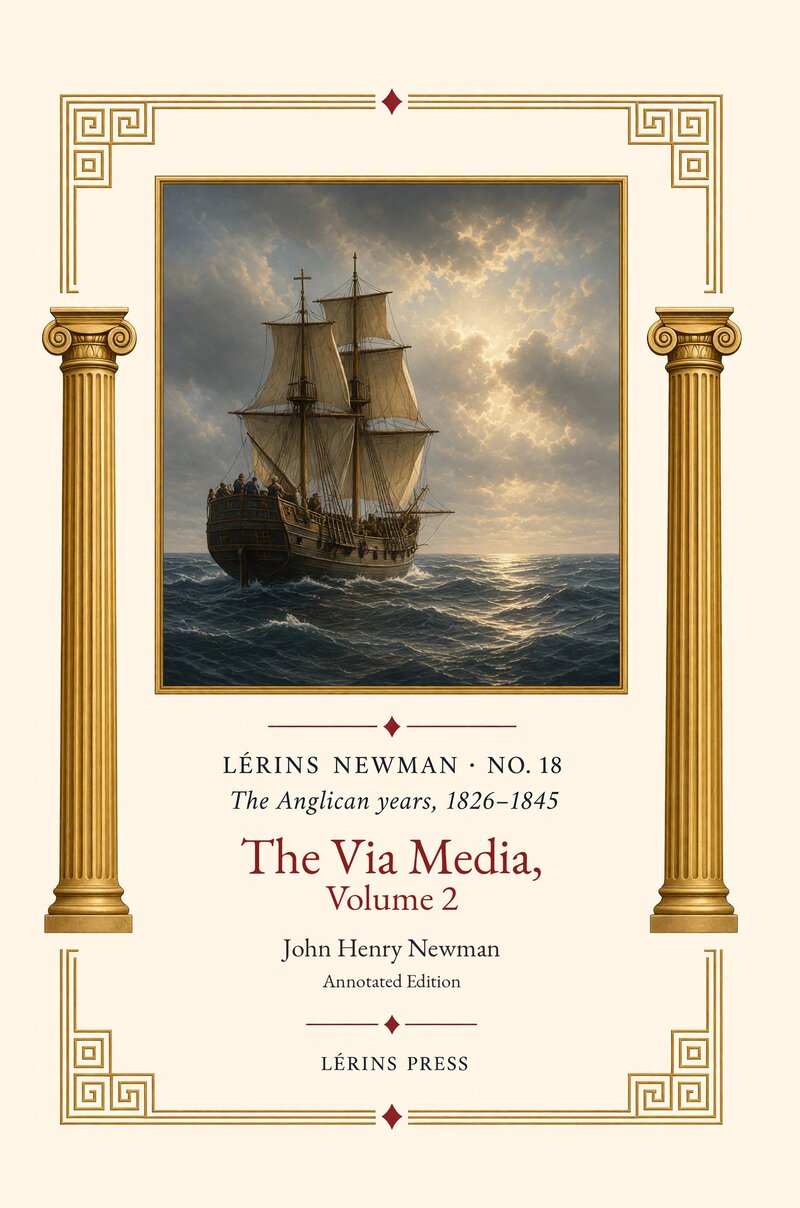 LÉRINS NEWMAN · NO. 18
The Anglican years, 1826–1845
The Via Media,
Volume 2
John Henry Newman
Annotated Edition
LÉRINS PRESS